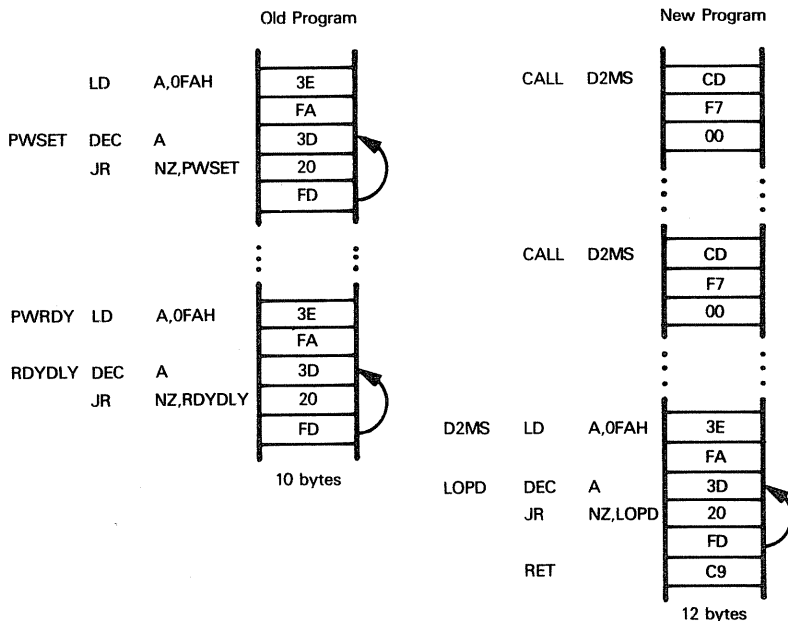 Old Program
LD A,0FAH 3E
FA
PWSET DEC A 3D
JR NZ,PWSET 20
FD
PWRDY LD A,0FAH 3E
FA
RDYDLY DEC A 3D
JR NZ,RDYDLY 20
FD
10 bytes
New Program
CALL D2MS CD
F7
00
CALL D2MS CD
F7
00
D2MS LD A,0FAH 3E
FA
LOPD DEC A 3D
JR NZ,LOPD 20
FD
RET C9
12 bytes